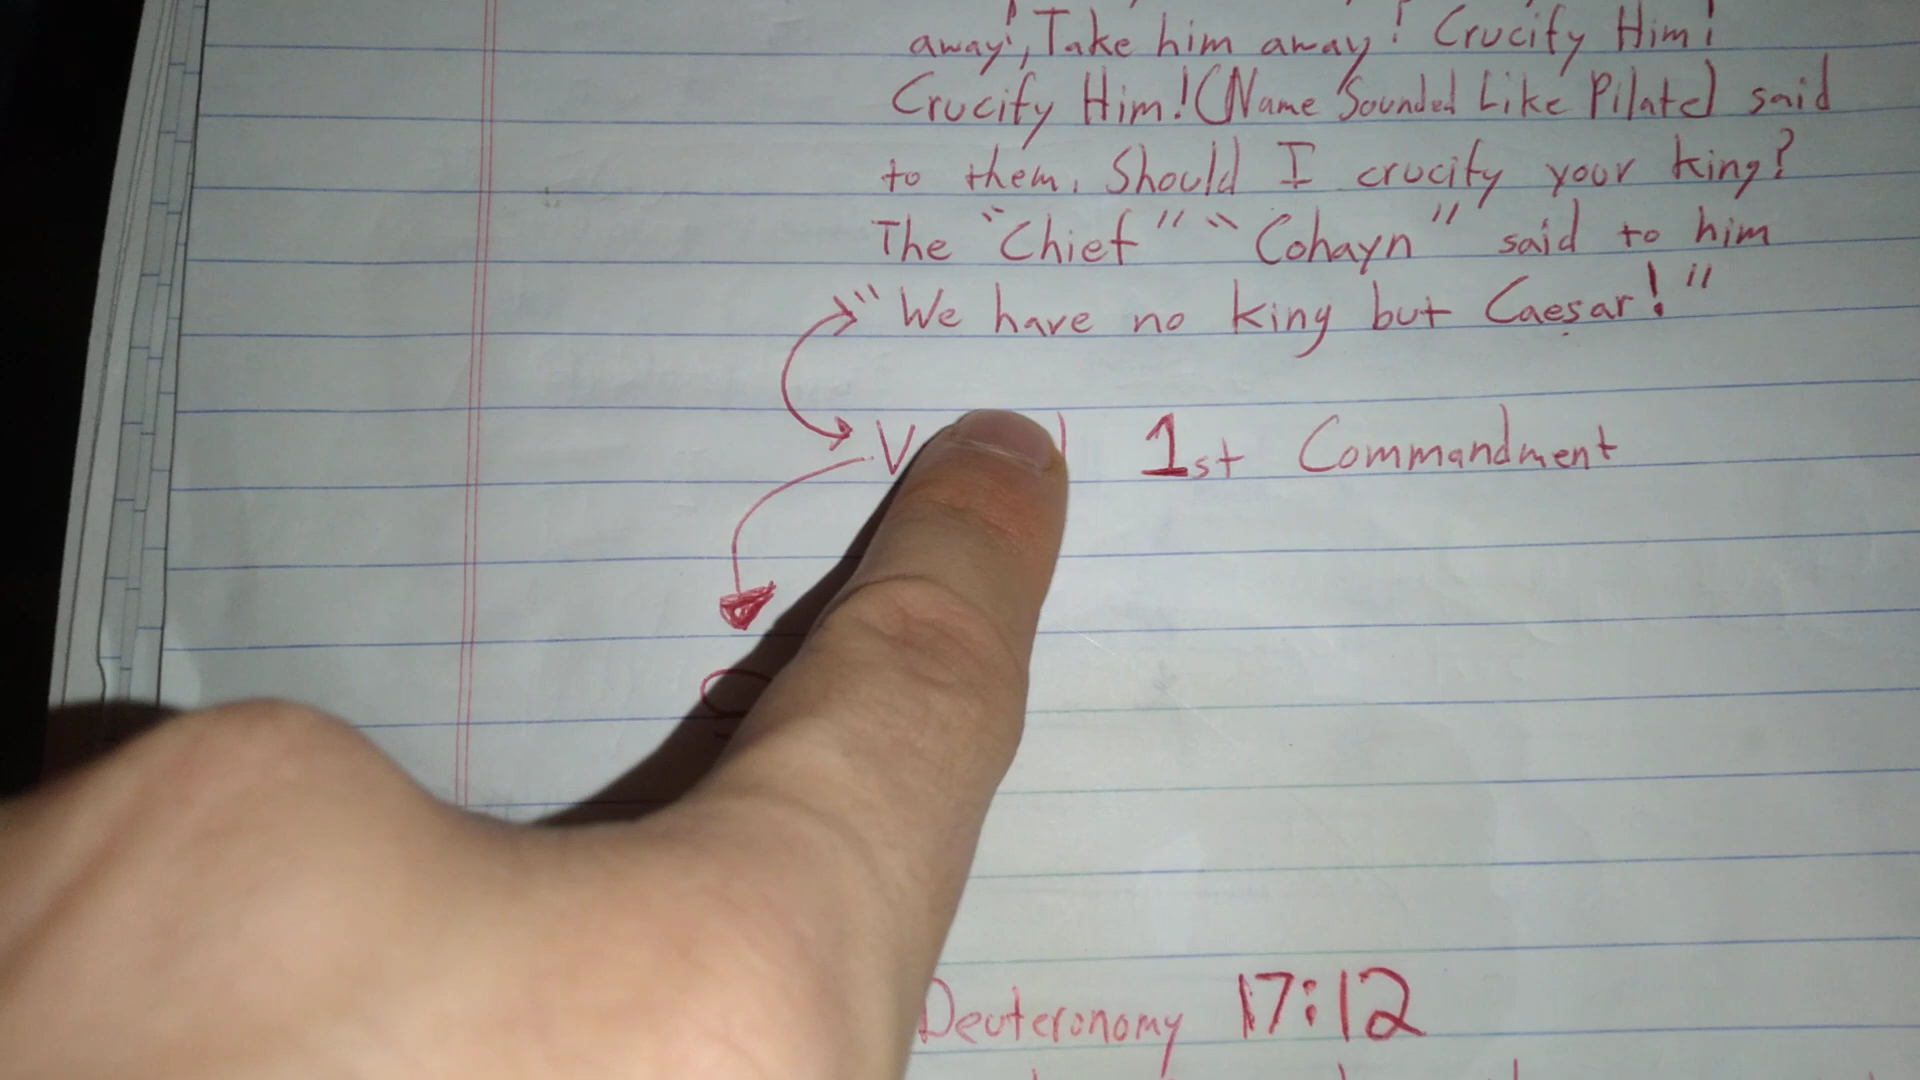 away!, Take him away! Crucify Him!
Crucify Him! (Name Sounded Like Pilate) said
to them, Should I crucify your king?
The "Chief" "Cohayn" said to him
"We have no king but Caesar!"
1st Commandment
Deuteronomy 17:12